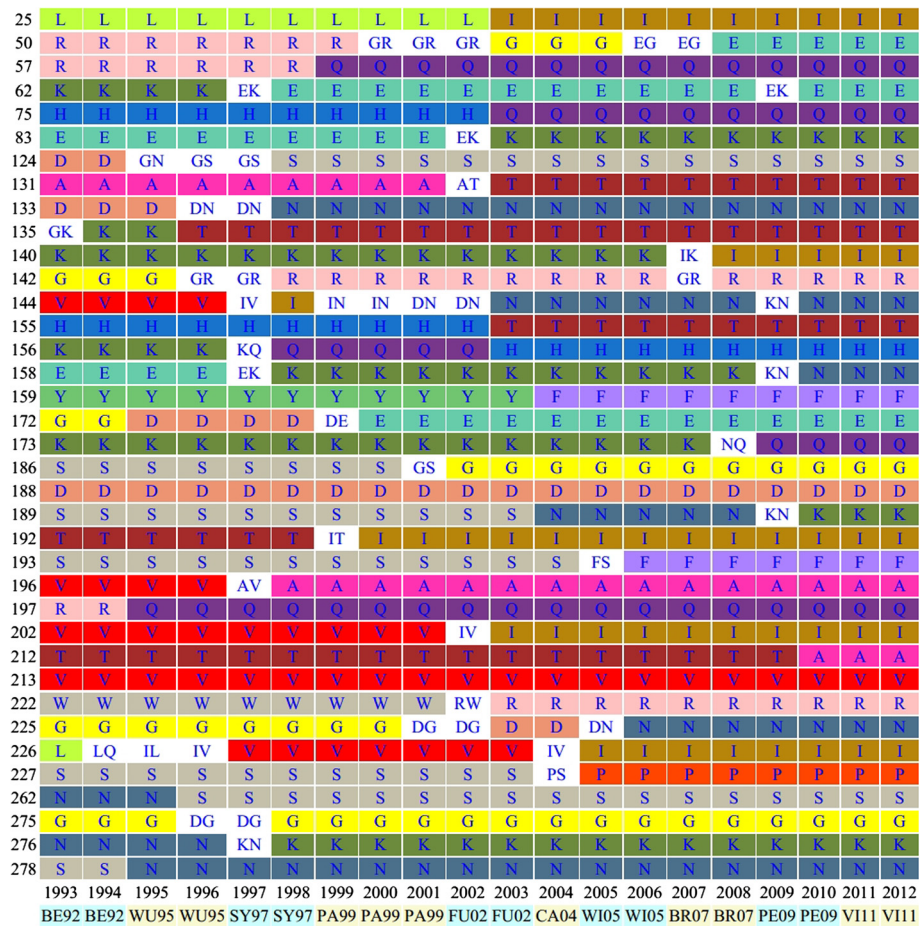 25 L L L L L L L L L L I I I I I I I I I I
50 R R R R R R R GR GR GR G G G EG EG E E E E E
57 R R R R R R Q Q Q Q Q Q Q Q Q Q Q Q Q Q
62 K K K K EK E E E E E E E E E E E EK E E E
75 H H H H H H H H H H Q Q Q Q Q Q Q Q Q Q
83 E E E E E E E E E EK K K K K K K K K K K
124 D D GN GS GS S S S S S S S S S S S S S S S
131 A A A A A A A A A AT T T T T T T T T T T
133 D D D DN DN N N N N N N N N N N N N N N N
135 GK K K T T T T T T T T T T T T T T T T T
140 K K K K K K K K K K K K K K IK I I I I I
142 G G G GR GR R R R R R R R R R GR R R R R R
144 V V V V IV I IN IN DN DN N N N N N N KN N N N
155 H H H H H H H H H H T T T T T T T T T T
156 K K K K KQ Q Q Q Q Q H H H H H H H H H H
158 E E E E EK K K K K K K K K K K K KN N N N
159 Y Y Y Y Y Y Y Y Y Y Y F F F F F F F F F
172 G G D D D D DE E E E E E E E E E E E E E
173 K K K K K K K K K K K K K K K NQ Q Q Q Q
186 S S S S S S S S GS G G G G G G G G G G G
188 D D D D D D D D D D D D D D D D D D D D
189 S S S S S S S S S S S N N N N N KN K K K
192 T T T T T T IT I I I I I I I I I I I I I
193 S S S S S S S S S S S S FS F F F F F F F
196 V V V V AV A A A A A A A A A A A A A A A
197 R R Q Q Q Q Q Q Q Q Q Q Q Q Q Q Q Q Q Q
202 V V V V V V V V V IV I I I I I I I I I I
212 T T T T T T T T T T T T T T T T T A A A
213 V V V V V V V V V V V V V V V V V V V V
222 W W W W W W W W W RW R R R R R R R R R R
225 G G G G G G G G DG DG D D DN N N N N N N N
226 L LQ IL IV V V V V V V V IV I I I I I I I I
227 S S S S S S S S S S S PS P P P P P P P P
262 N N N S S S S S S S S S S S S S S S S S
275 G G G DG DG G G G G G G G G G G G G G G G
276 N N N N KN K K K K K K K K K K K K K K K
278 S S N N N N N N N N N N N N N N N N N N
1993 1994 1995 1996 1997 1998 1999 2000 2001 2002 2003 2004 2005 2006 2007 2008 2009 2010 2011 2012
BE92 BE92 WU95 WU95 SY97 SY97 PA99 PA99 PA99 FU02 FU02 CA04 WI05 WI05 BR07 BR07 PE09 PE09 VI11 VI11